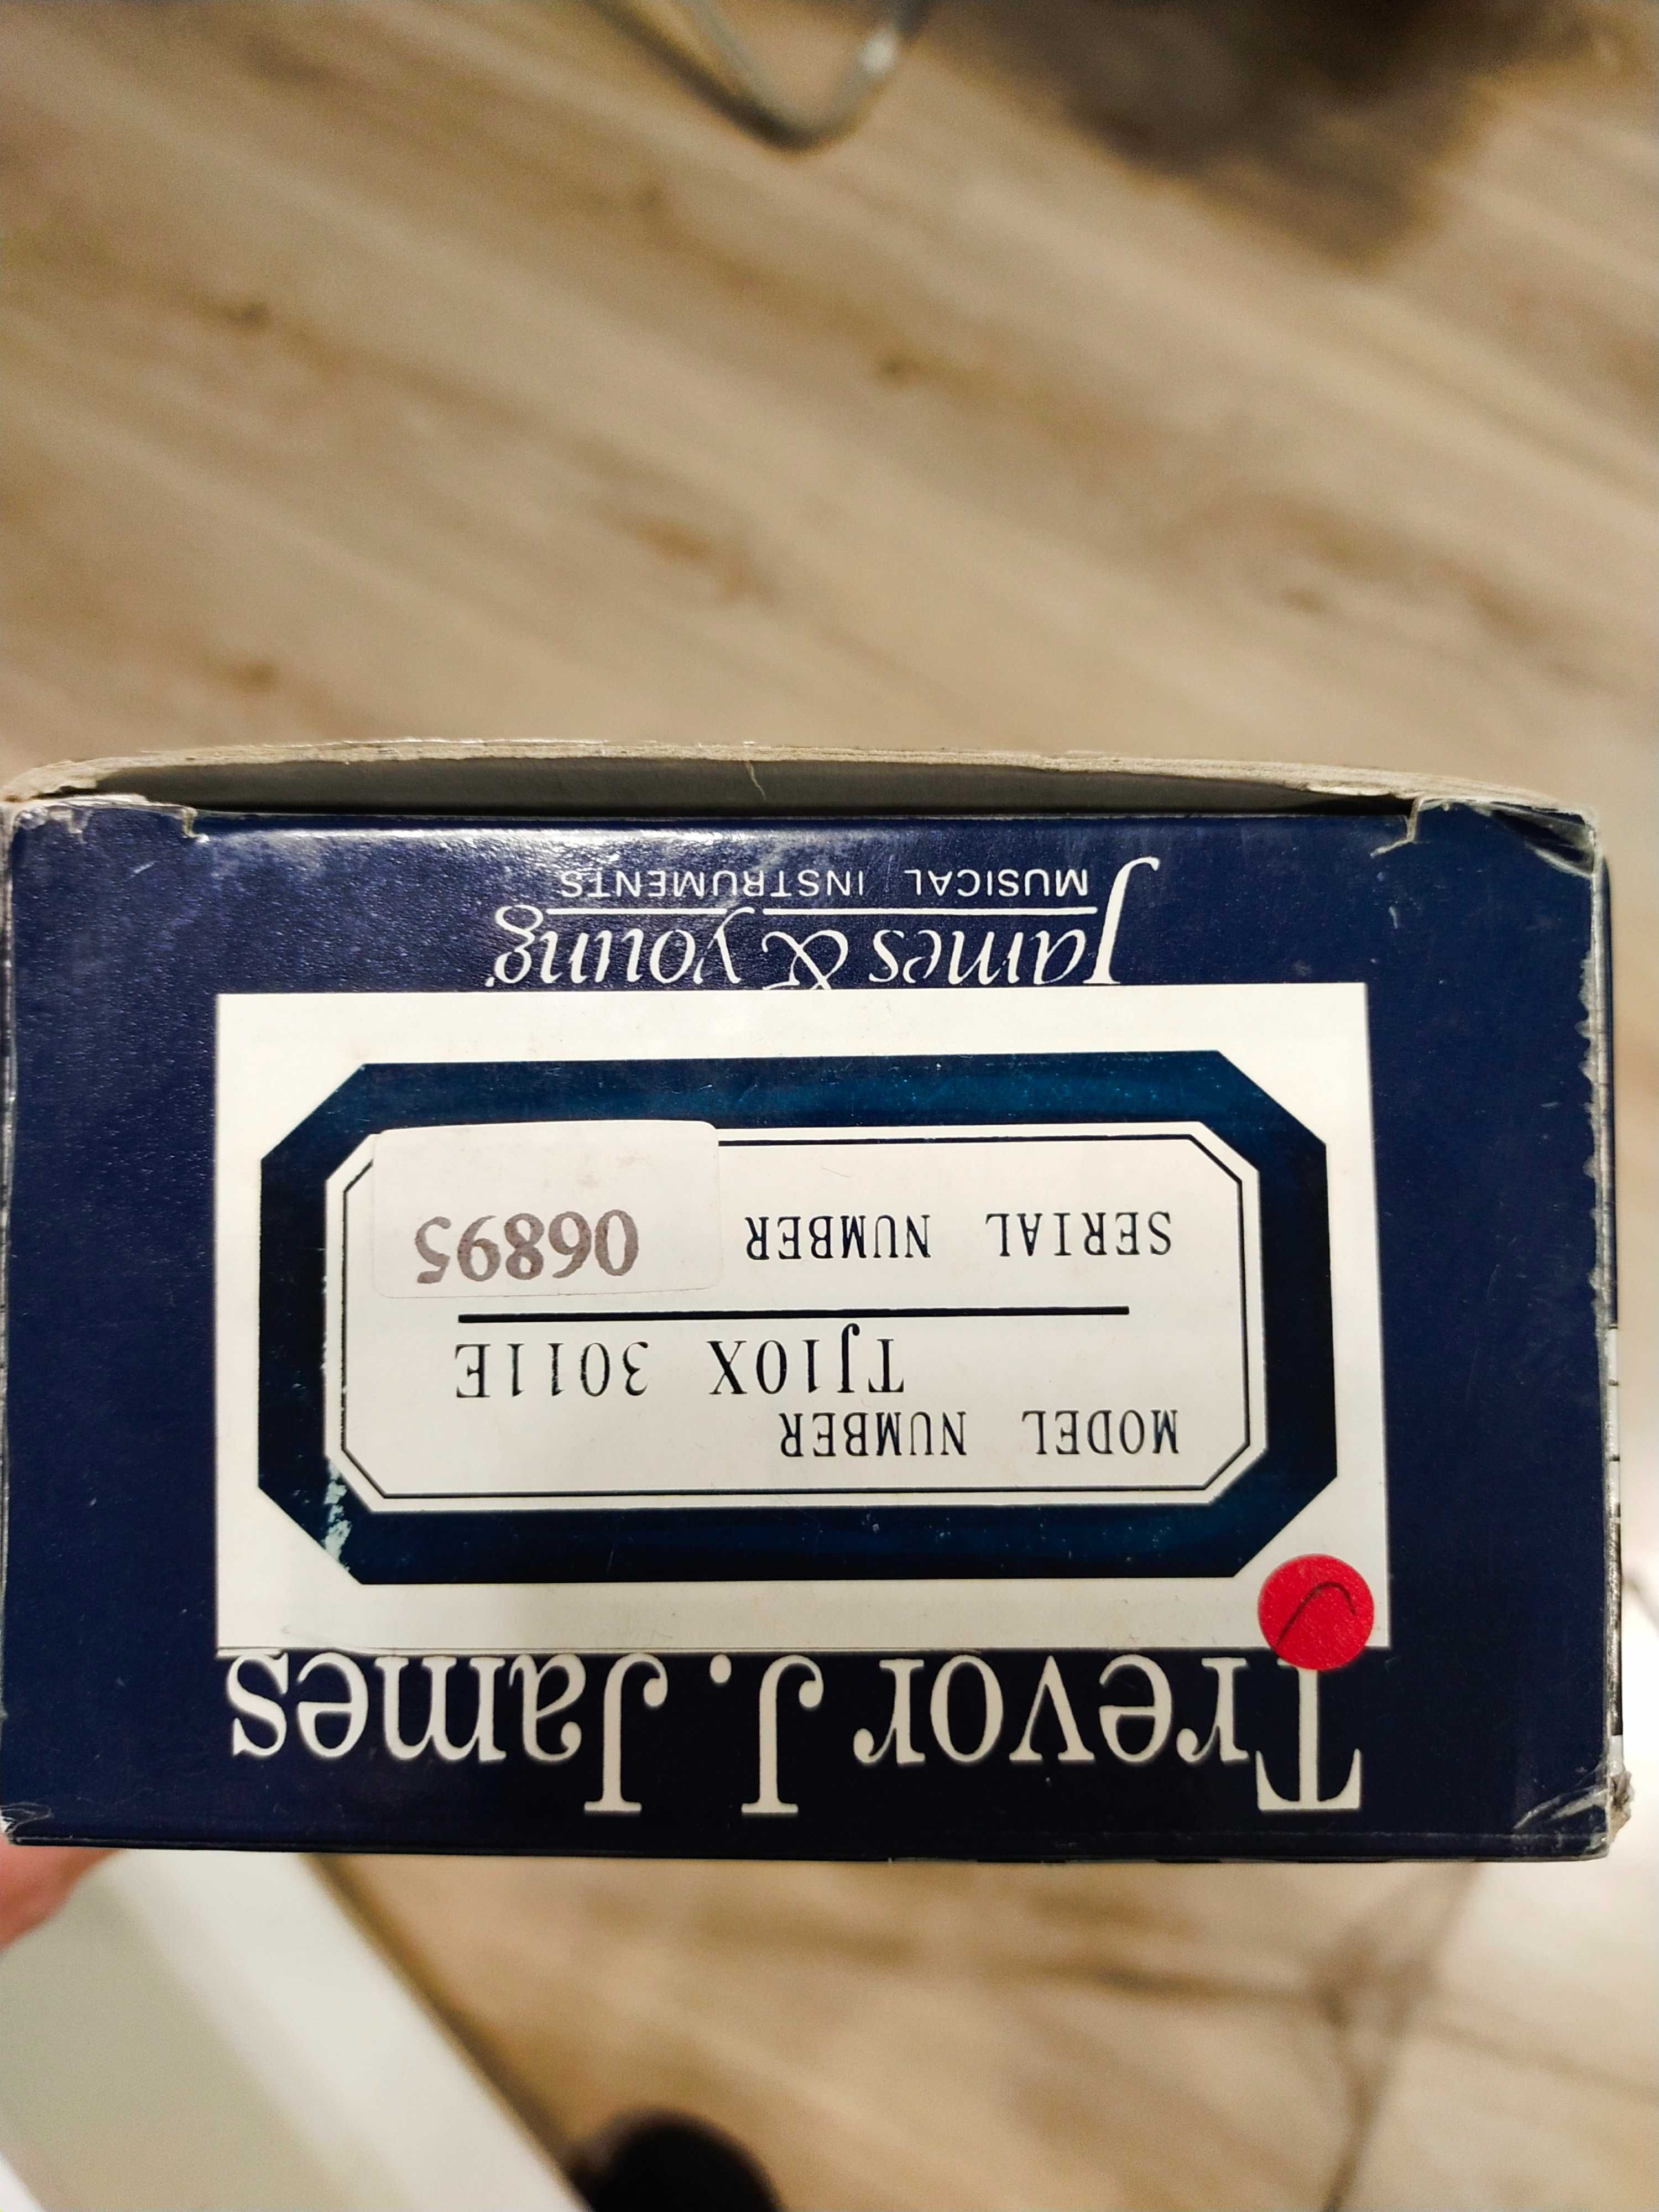 Trevor J. James
MODEL NUMBER
TJ10X 3011E
SERIAL NUMBER 06895
James & Young
MUSICAL INSTRUMENTS